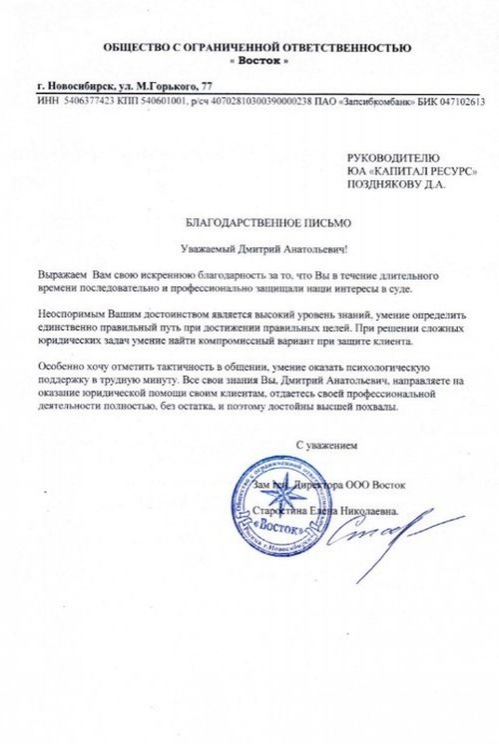 ОБЩЕСТВО С ОГРАНИЧЕННОЙ ОТВЕТСТВЕННОСТЬЮ
« Восток »
г. Новосибирск, ул. М.Горького, 77
ИНН 5406377423 КПП 540601001, р/сч 40702810300390000238 ПАО «Запсибкомбанк» БИК 047102613
РУКОВОДИТЕЛЮ
ЮА «КАПИТАЛ РЕСУРС»
ПОЗДНЯКОВУ Д.А.
БЛАГОДАРСТВЕННОЕ ПИСЬМО
Уважаемый Дмитрий Анатольевич!
Выражаем Вам свою искреннюю благодарность за то, что Вы в течение длительного
времени последовательно и профессионально защищали наши интересы в суде.
Неоспоримым Вашим достоинством является высокий уровень знаний, умение определить
единственно правильный путь при достижении правильных целей. При решении сложных
юридических задач умение найти компромиссный вариант при защите клиента.
Особенно хочу отметить тактичность в общении, умение оказать психологическую
поддержку в трудную минуту. Все свои знания Вы, Дмитрий Анатольевич, направляете на
оказание юридической помощи своим клиентам, отдаетесь своей профессиональной
деятельности полностью, без остатка, и поэтому достойны высшей похвалы.
С уважением
Зам ген. Директора ООО Восток
Старостина Елена Николаевна.
«ВОСТОК»